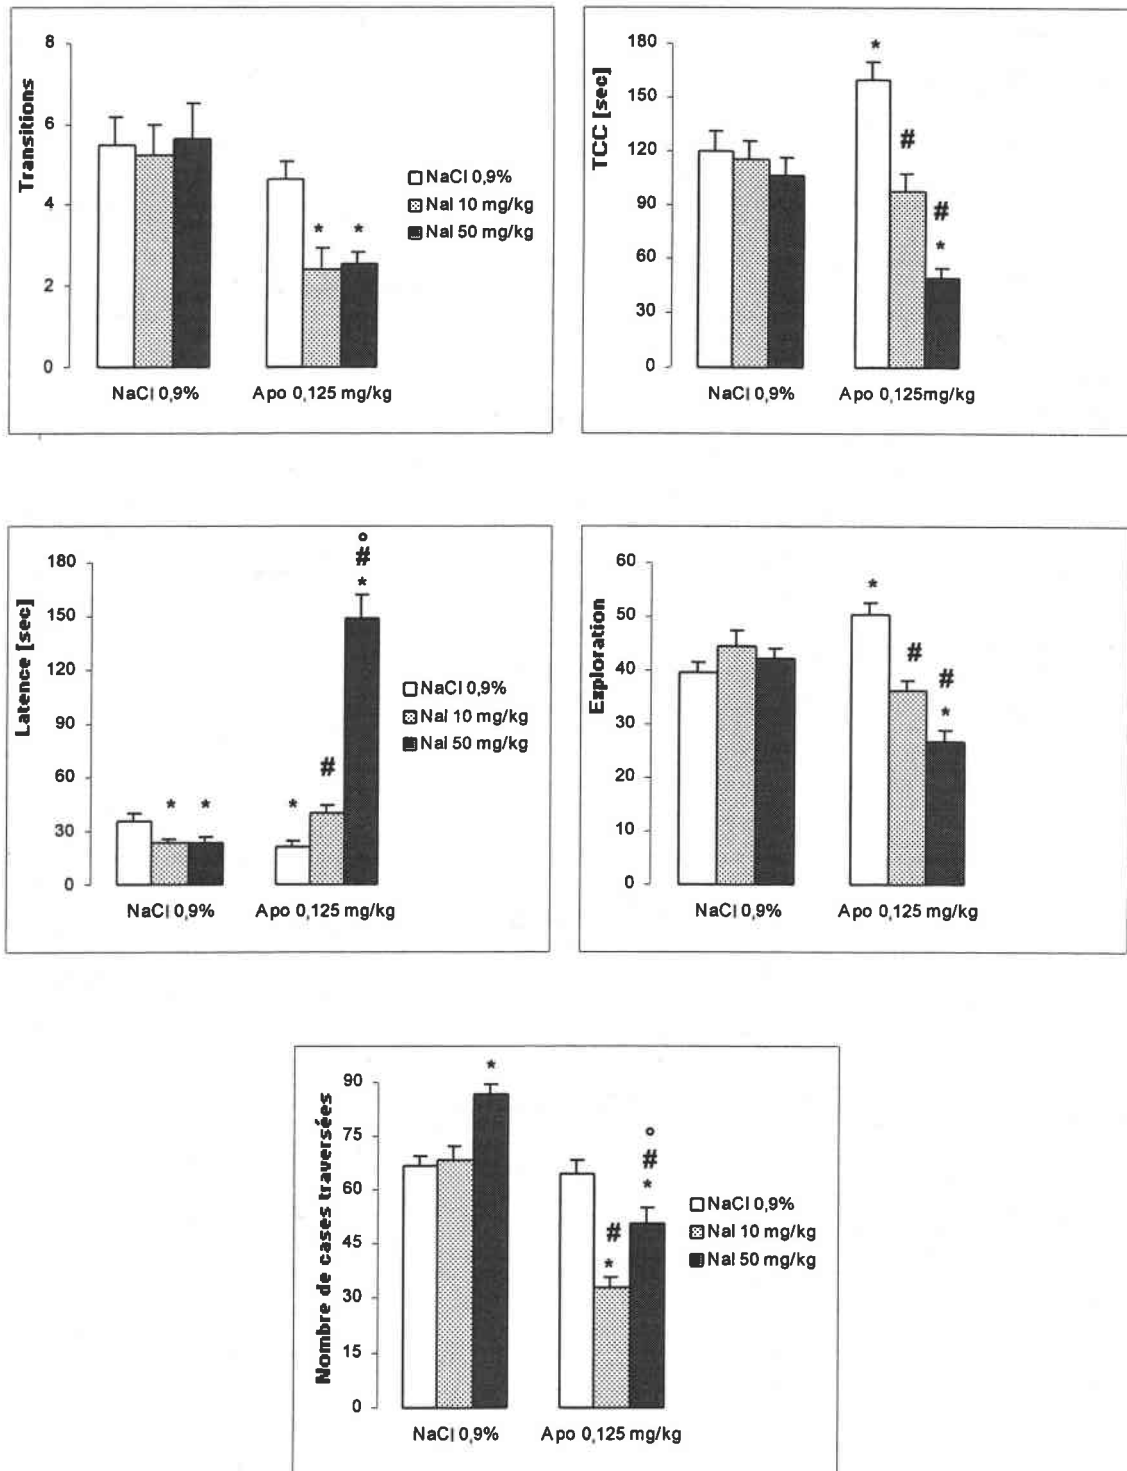 Transitions
8
6
4
2
0
*
*
NaCl 0,9%
Apo 0,125 mg/kg
NaCl 0,9%
Nal 10 mg/kg
Nal 50 mg/kg
TCC [sec]
180
150
120
90
60
30
0
*
#
#
*
NaCl 0,9%
Apo 0,125mg/kg
Latence [sec]
180
150
120
90
60
30
0
*
*
*
#
°
#
*
NaCl 0,9%
Apo 0,125 mg/kg
NaCl 0,9%
Nal 10 mg/kg
Nal 50 mg/kg
Exploration
60
50
40
30
20
10
0
*
#
#
*
NaCl 0,9%
Apo 0,125 mg/kg
Nombre de cases traversées
90
75
60
45
30
15
0
*
#
*
°
#
*
NaCl 0,9%
Apo 0,125 mg/kg
NaCl 0,9%
Nal 10 mg/kg
Nal 50 mg/kg